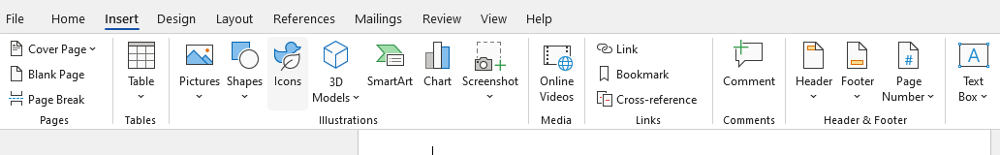 File Home Insert Design Layout References Mailings Review View Help
Cover Page
Blank Page
Page Break
Pages
Table
Tables
Pictures
Shapes
Icons
3D
Models
SmartArt
Chart
Screenshot
Illustrations
Online
Videos
Media
Link
Bookmark
Cross-reference
Links
Comment
Comments
Header
Footer
Page
Number
Header & Footer
A
Text
Box